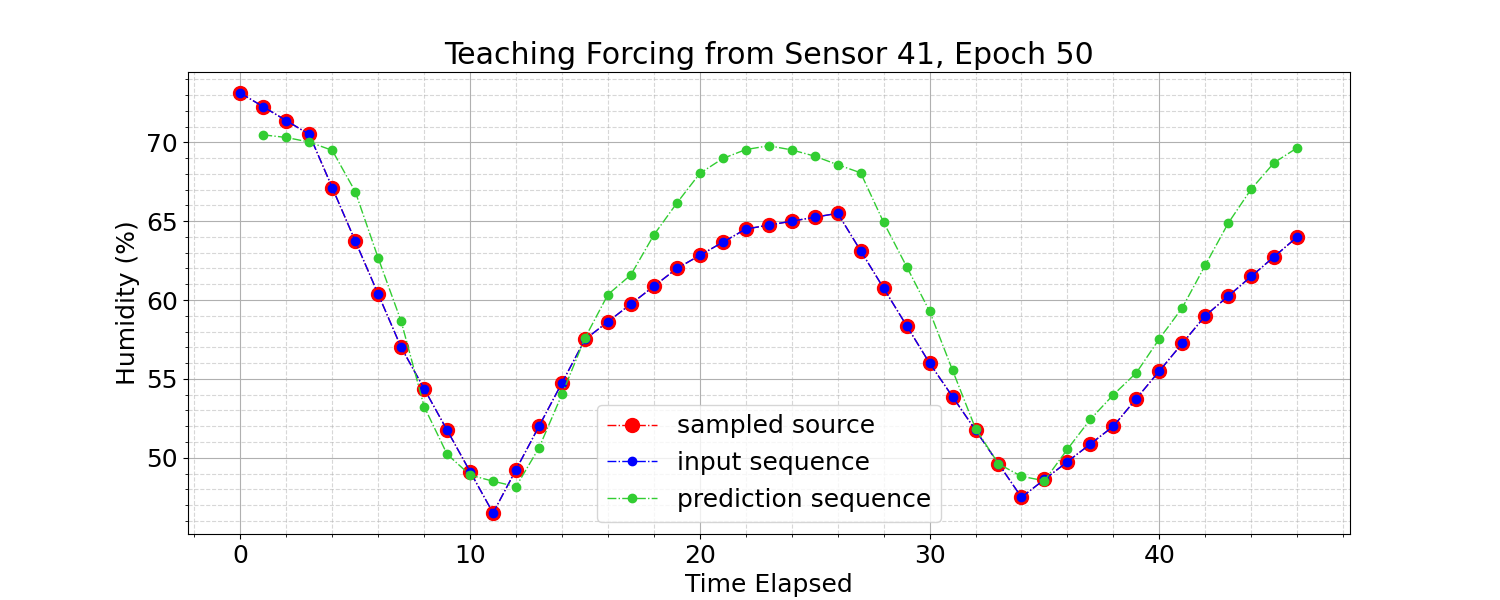 Teaching Forcing from Sensor 41, Epoch 50
Humidity (%)
70
65
60
55
50
sampled source
input sequence
prediction sequence
0 10 20 30 40
Time Elapsed